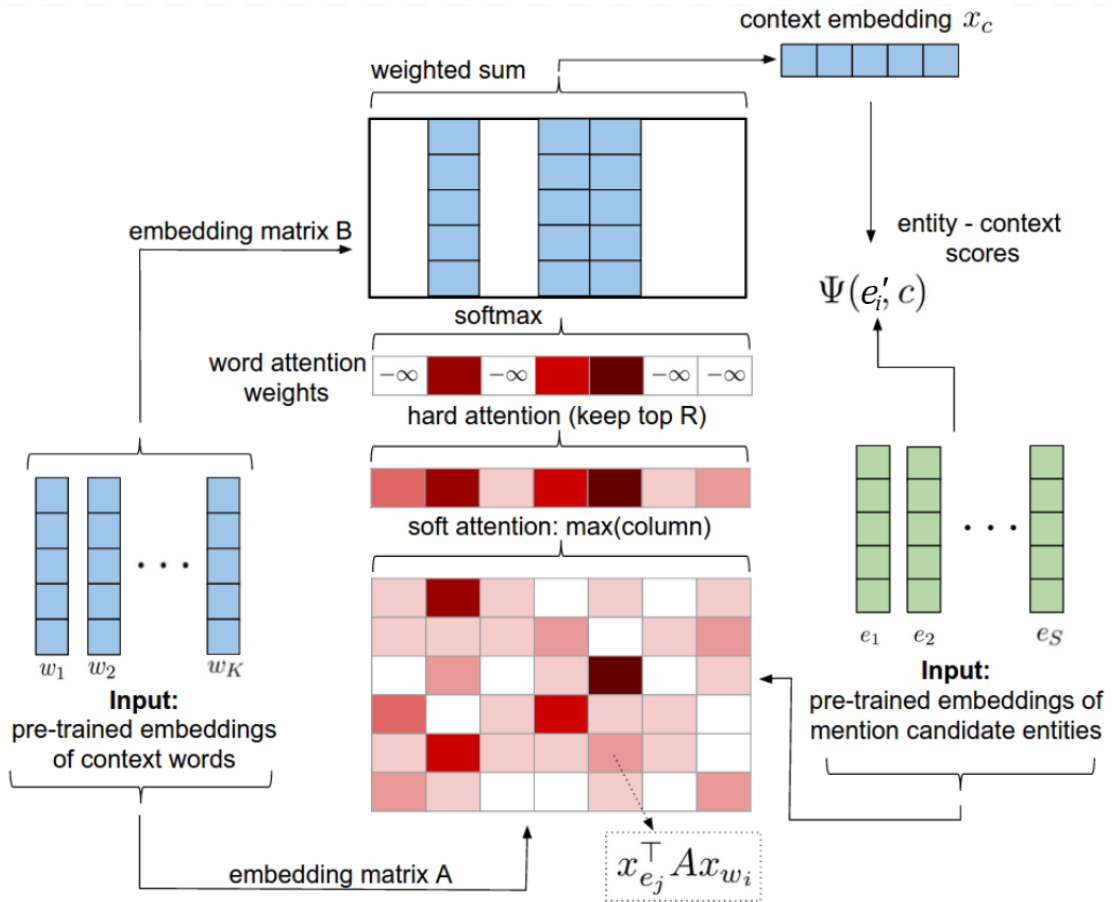 context embedding x_c
weighted sum
embedding matrix B
entity - context
scores
Ψ(e_i', c)
softmax
word attention
weights
−∞ −∞ −∞ −∞
hard attention (keep top R)
soft attention: max(column)
w_1 w_2 . . . w_K
Input:
pre-trained embeddings
of context words
e_1 e_2 . . . e_S
Input:
pre-trained embeddings of
mention candidate entities
x_{e_j}^⊤ A x_{w_i}
embedding matrix A